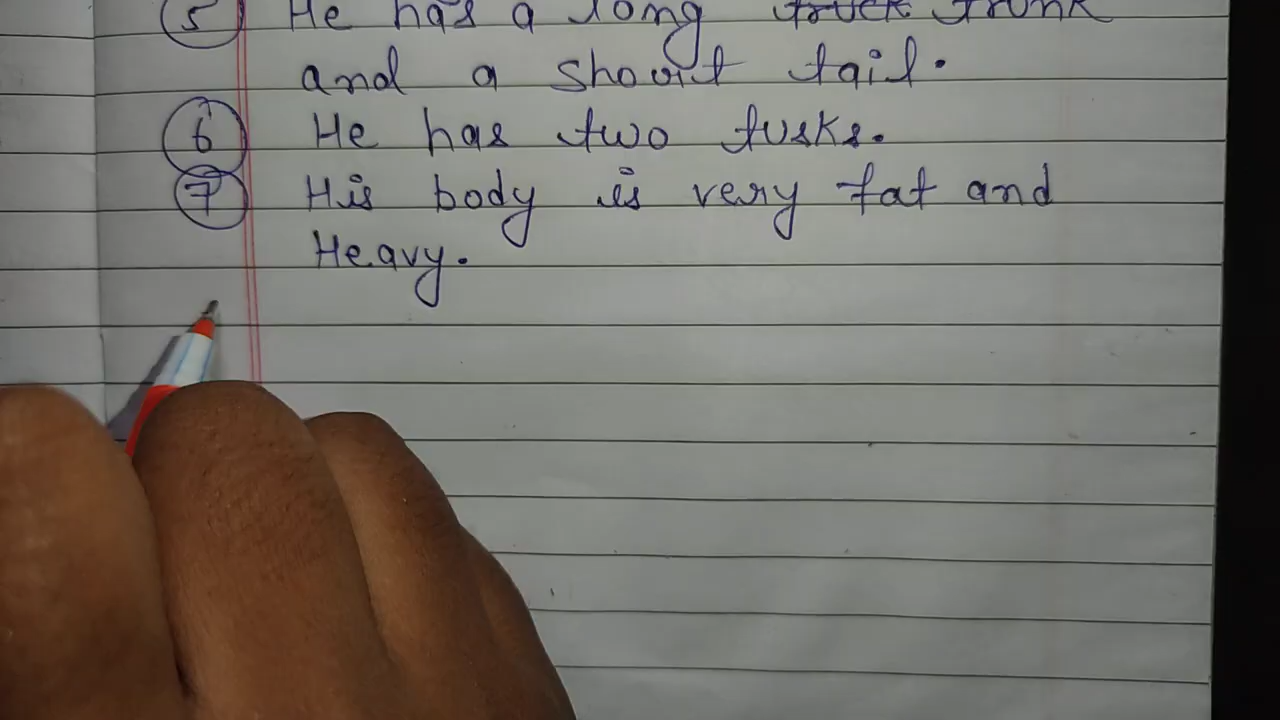 5 He has a long truck trunk
and a short tail.
6 He has two tusks.
7 His body is very fat and
Heavy.